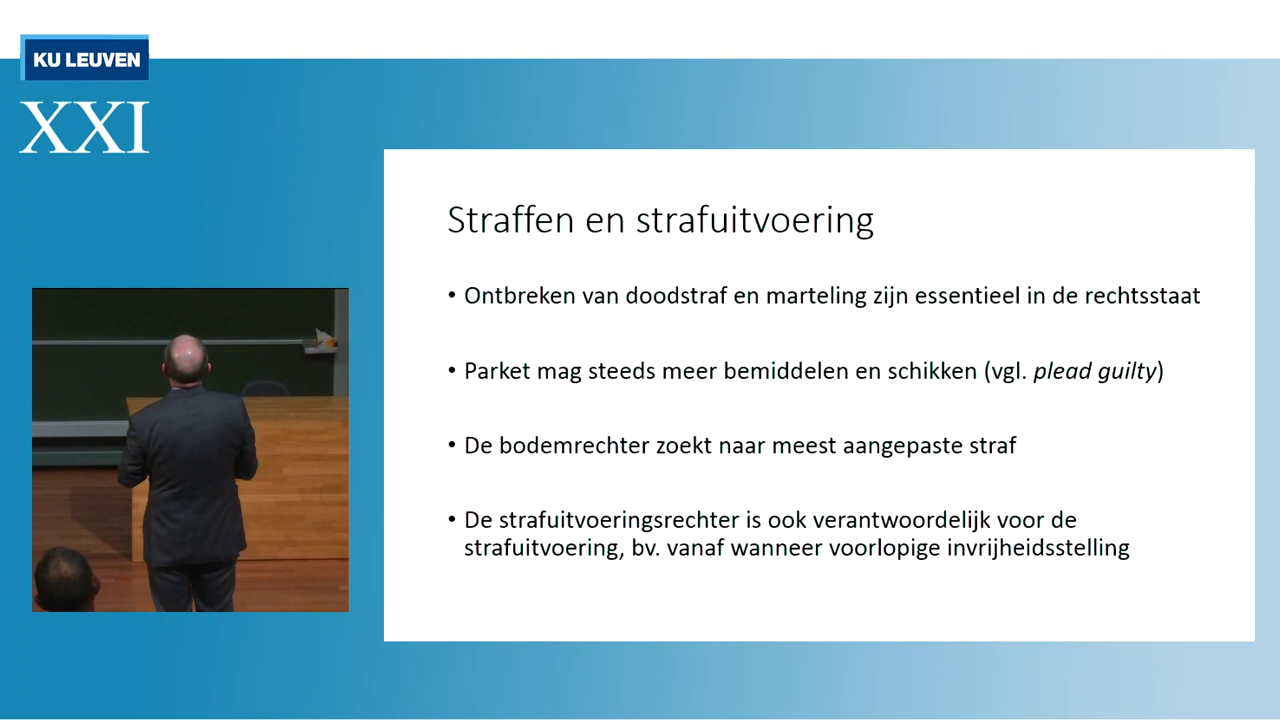 KU LEUVEN
XXI
Straffen en strafuitvoering
• Ontbreken van doodstraf en marteling zijn essentieel in de rechtsstaat
• Parket mag steeds meer bemiddelen en schikken (vgl. plead guilty)
• De bodemrechter zoekt naar meest aangepaste straf
• De strafuitvoeringsrechter is ook verantwoordelijk voor de
strafuitvoering, bv. vanaf wanneer voorlopige invrijheidsstelling